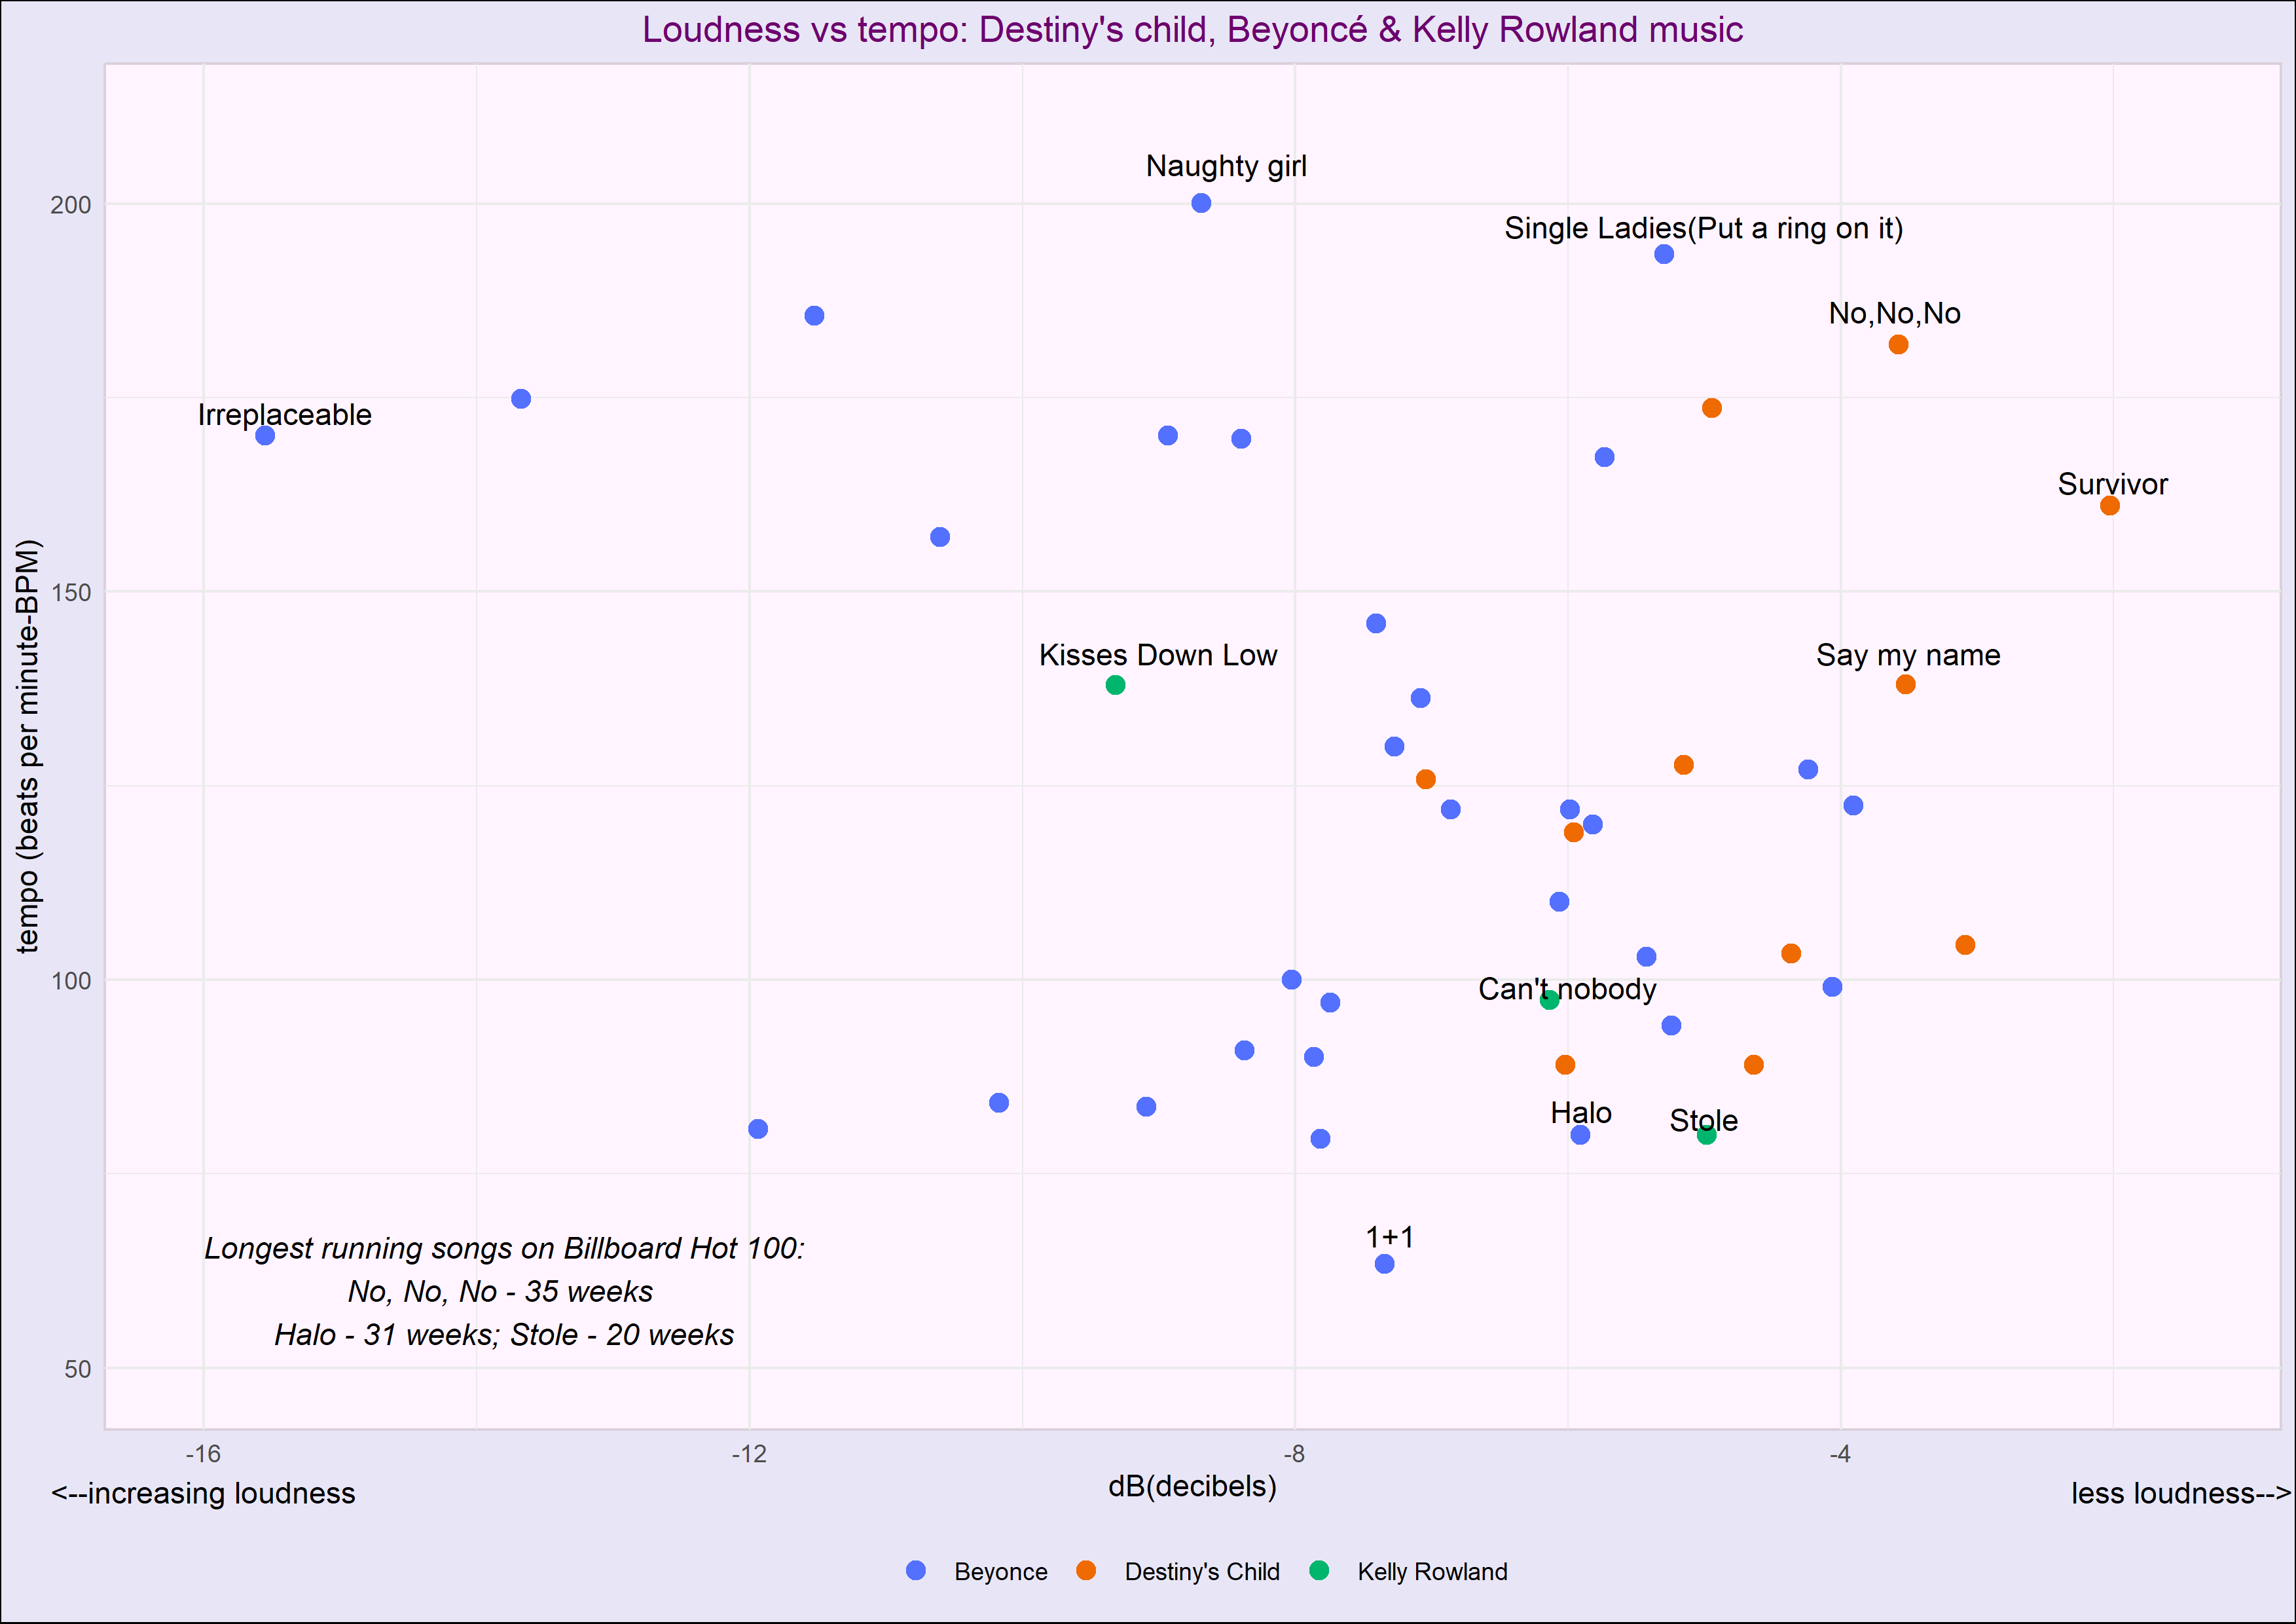 Loudness vs tempo: Destiny's child, Beyoncé & Kelly Rowland music
Naughty girl
200
Single Ladies(Put a ring on it)
No,No,No
Irreplaceable
Survivor
tempo (beats per minute-BPM)
150
Kisses Down Low
Say my name
100
Can't nobody
Halo
Stole
1+1
Longest running songs on Billboard Hot 100:
No, No, No - 35 weeks
Halo - 31 weeks; Stole - 20 weeks
50
-16
-12
-8
-4
<--increasing loudness
dB(decibels)
less loudness-->
Beyonce
Destiny's Child
Kelly Rowland